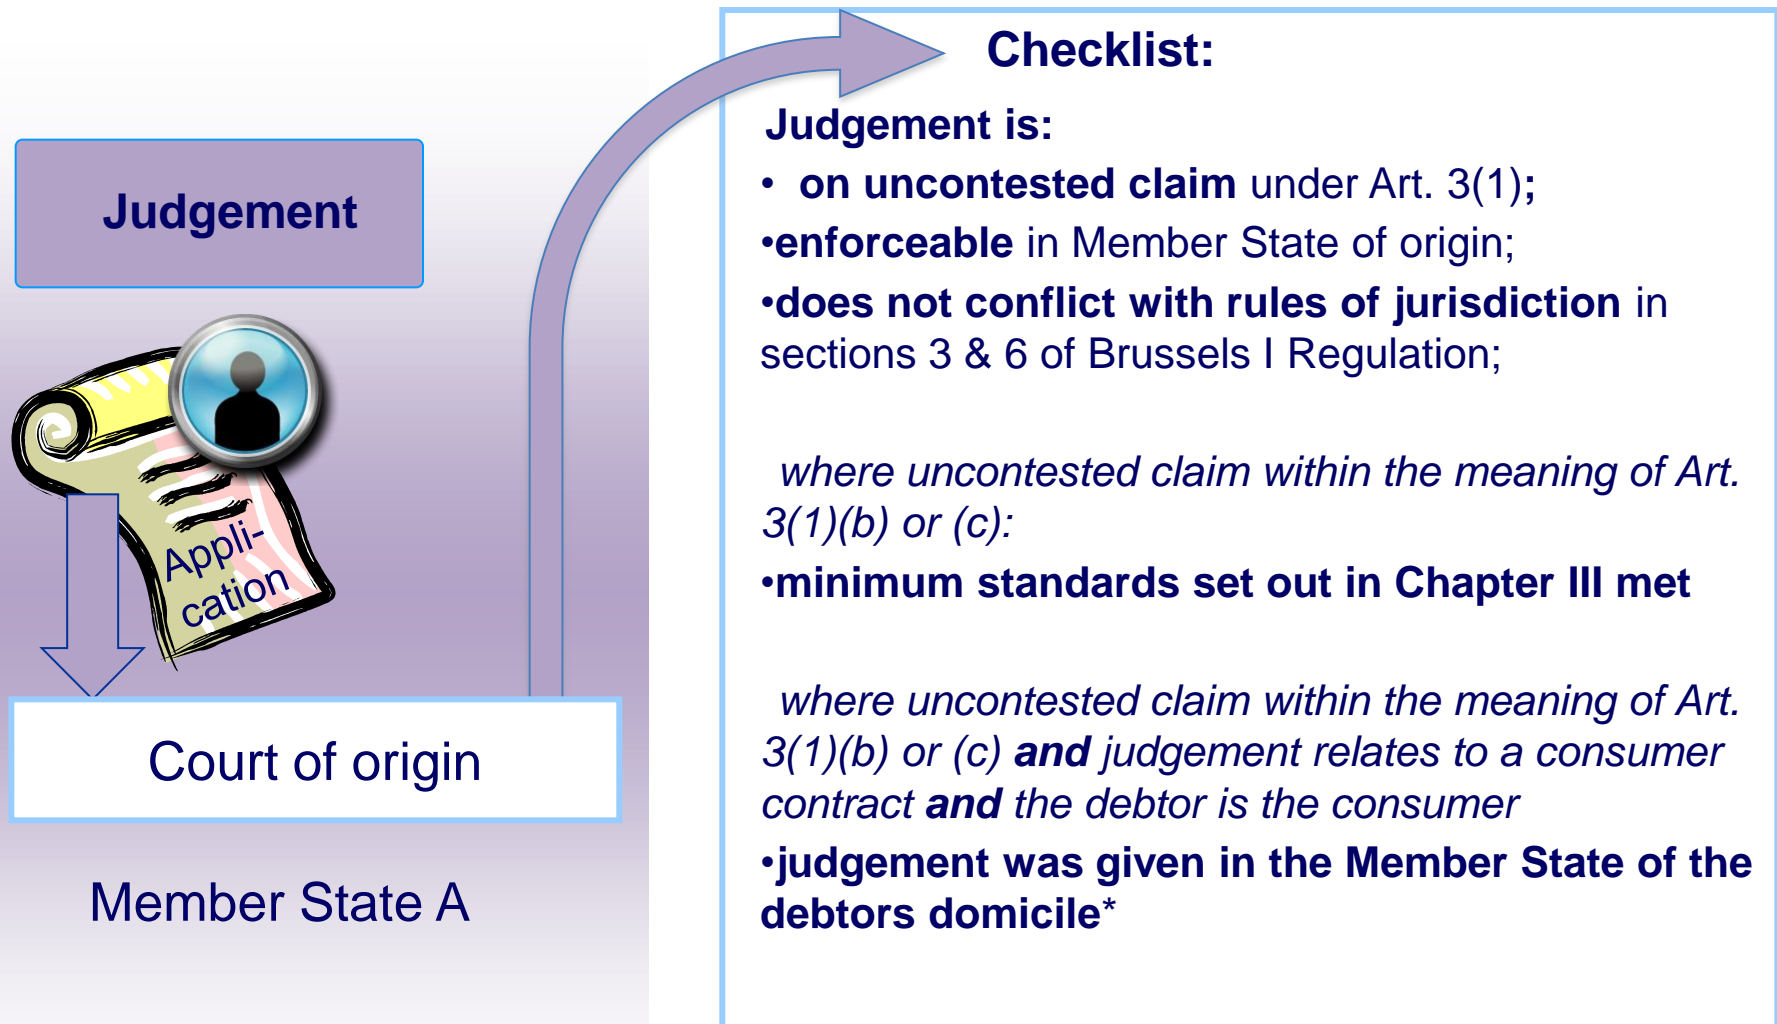 Judgement
Appli-
cation
Court of origin
Member State A
Checklist:
Judgement is:
• on uncontested claim under Art. 3(1);
•enforceable in Member State of origin;
•does not conflict with rules of jurisdiction in
sections 3 & 6 of Brussels I Regulation;
where uncontested claim within the meaning of Art.
3(1)(b) or (c):
•minimum standards set out in Chapter III met
where uncontested claim within the meaning of Art.
3(1)(b) or (c) and judgement relates to a consumer
contract and the debtor is the consumer
•judgement was given in the Member State of the
debtors domicile*